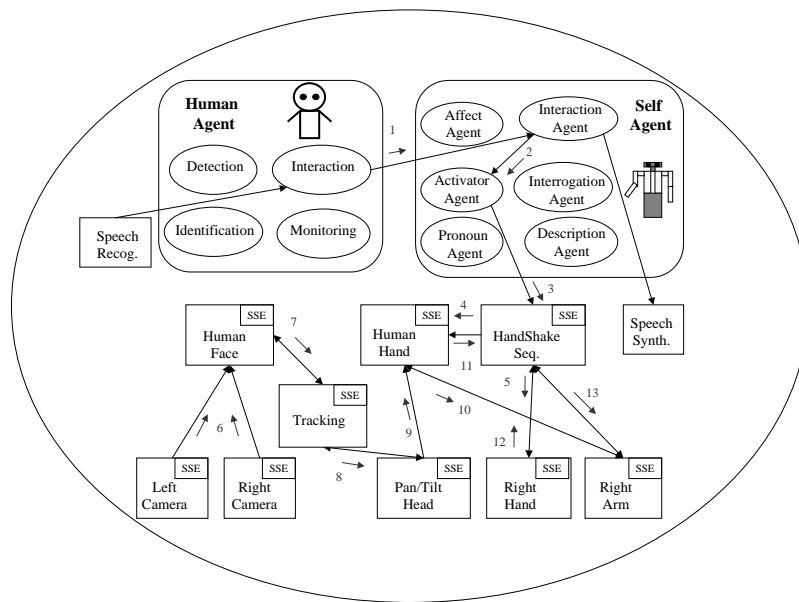 Human
Agent
Detection
Interaction
Identification
Monitoring
Speech
Recog.
1
Affect
Agent
Interaction
Agent
Self
Agent
2
Activator
Agent
Interrogation
Agent
Pronoun
Agent
Description
Agent
3
SSE
Human
Face
7
SSE
Human
Hand
4
11
SSE
HandShake
Seq.
Speech
Synth.
SSE
Tracking
6
8
9
10
5
12
13
SSE
Left
Camera
SSE
Right
Camera
SSE
Pan/Tilt
Head
SSE
Right
Hand
SSE
Right
Arm